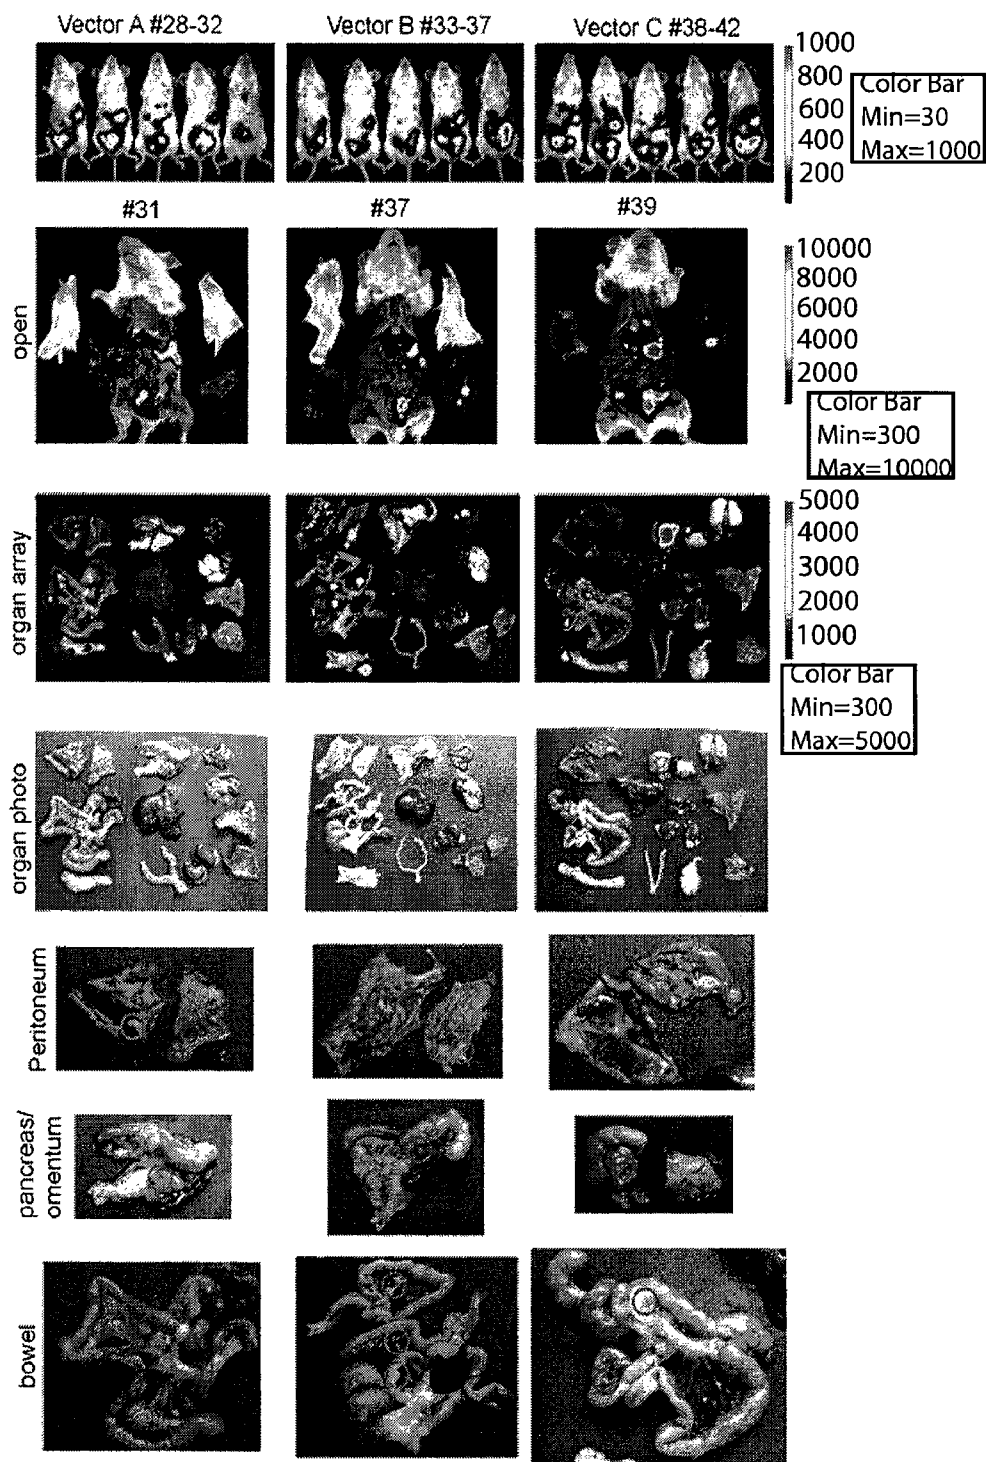 Vector A #28-32
Vector B #33-37
Vector C #38-42
1000
800
600
400
200
Color Bar
Min=30
Max=1000
#31
#37
#39
open
10000
8000
6000
4000
2000
Color Bar
Min=300
Max=10000
organ array
5000
4000
3000
2000
1000
Color Bar
Min=300
Max=5000
organ photo
Peritoneum
pancreas/
omentum
bowel